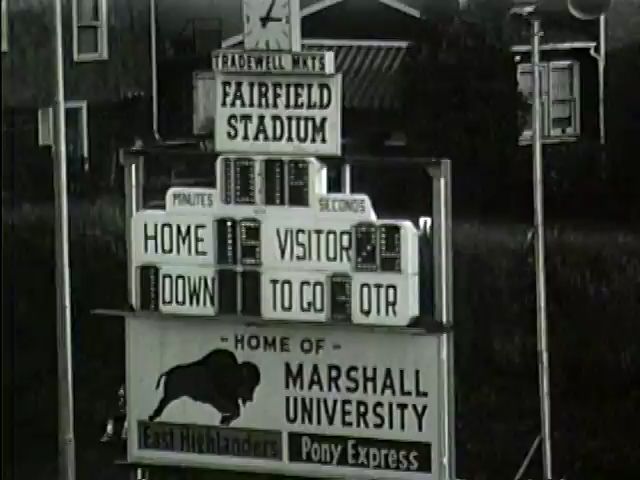 TRADEWELL MKTS
FAIRFIELD
STADIUM
MINUTES SECONDS
HOME VISITOR
DOWN TO GO QTR
- HOME OF -
MARSHALL
UNIVERSITY
East Highlanders Pony Express